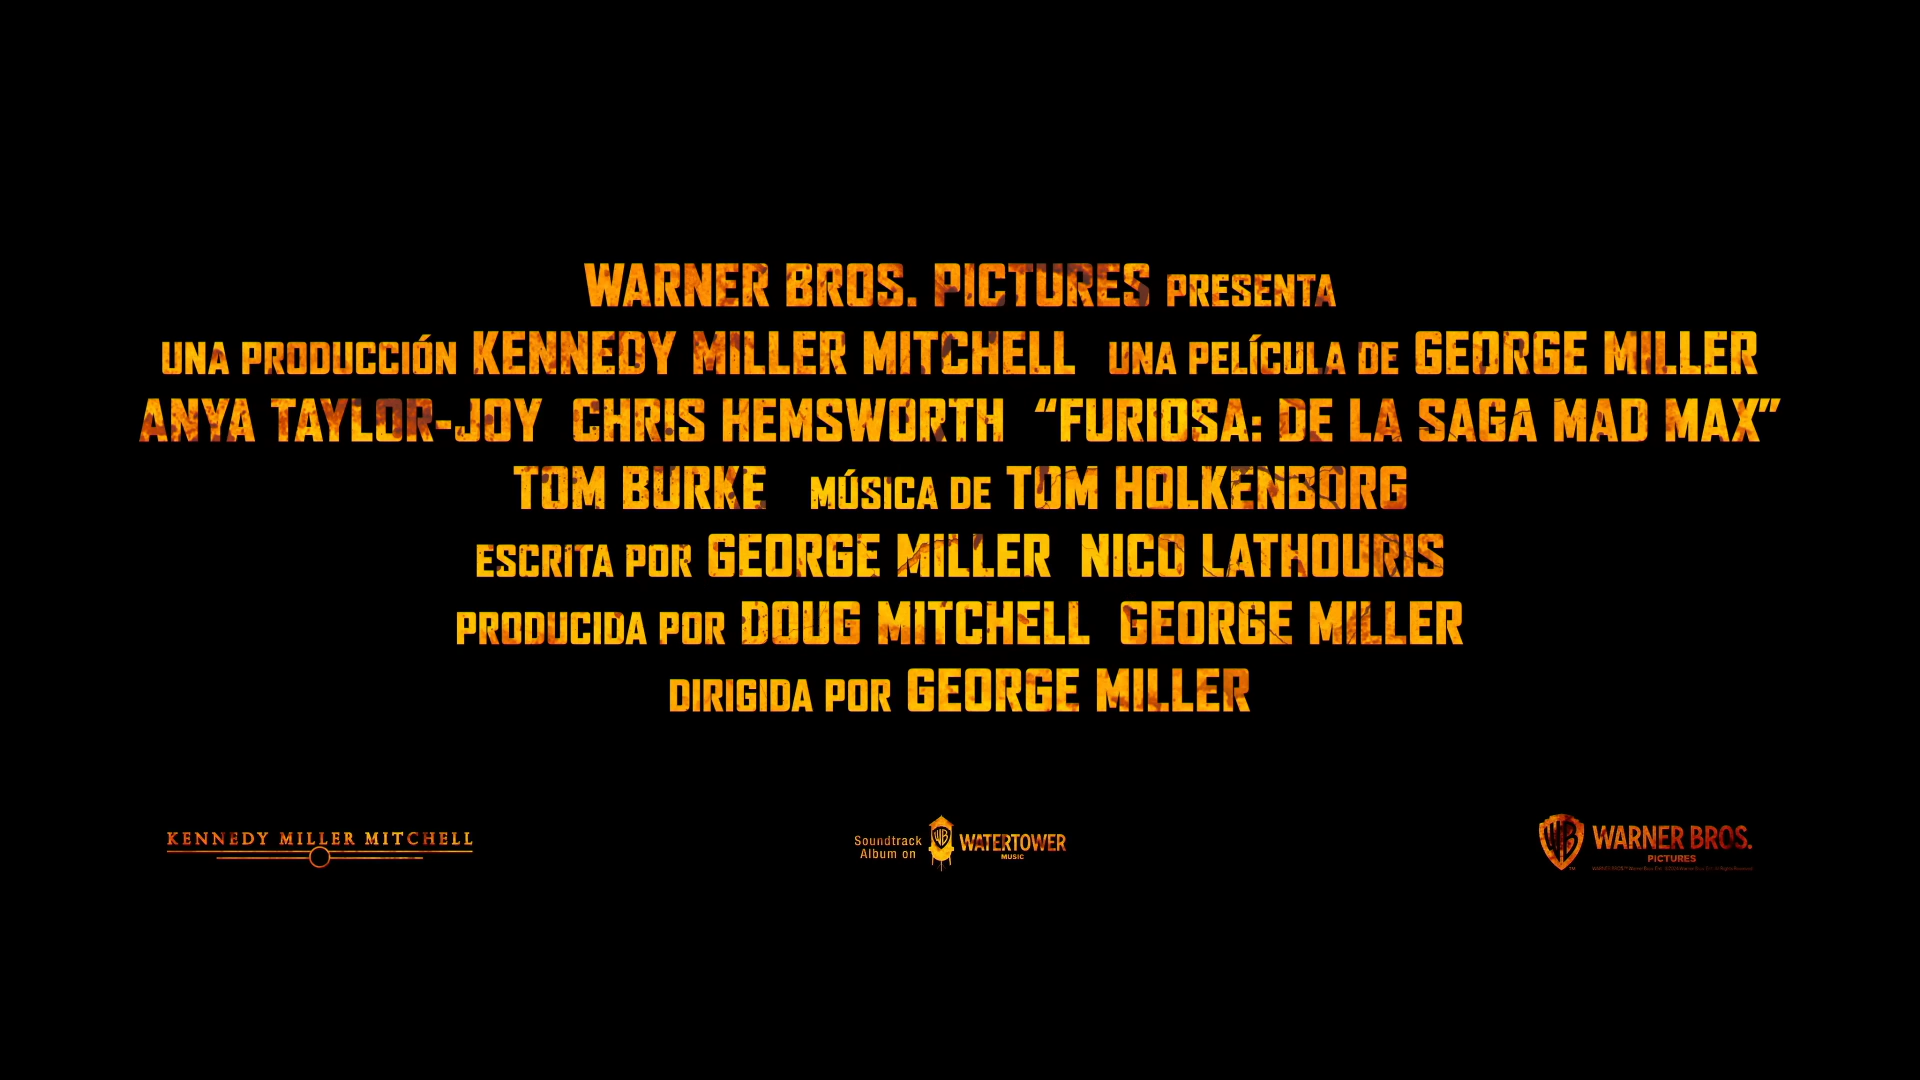 WARNER BROS. PICTURES PRESENTA
UNA PRODUCCIÓN KENNEDY MILLER MITCHELL UNA PELÍCULA DE GEORGE MILLER
ANYA TAYLOR-JOY CHRIS HEMSWORTH “FURIOSA: DE LA SAGA MAD MAX”
TOM BURKE MÚSICA DE TOM HOLKENBORG
ESCRITA POR GEORGE MILLER NICO LATHOURIS
PRODUCIDA POR DOUG MITCHELL GEORGE MILLER
DIRIGIDA POR GEORGE MILLER
KENNEDY MILLER MITCHELL
Soundtrack
Album on
WB
WATERTOWER
MUSIC
WB
TM
WARNER BROS.
PICTURES